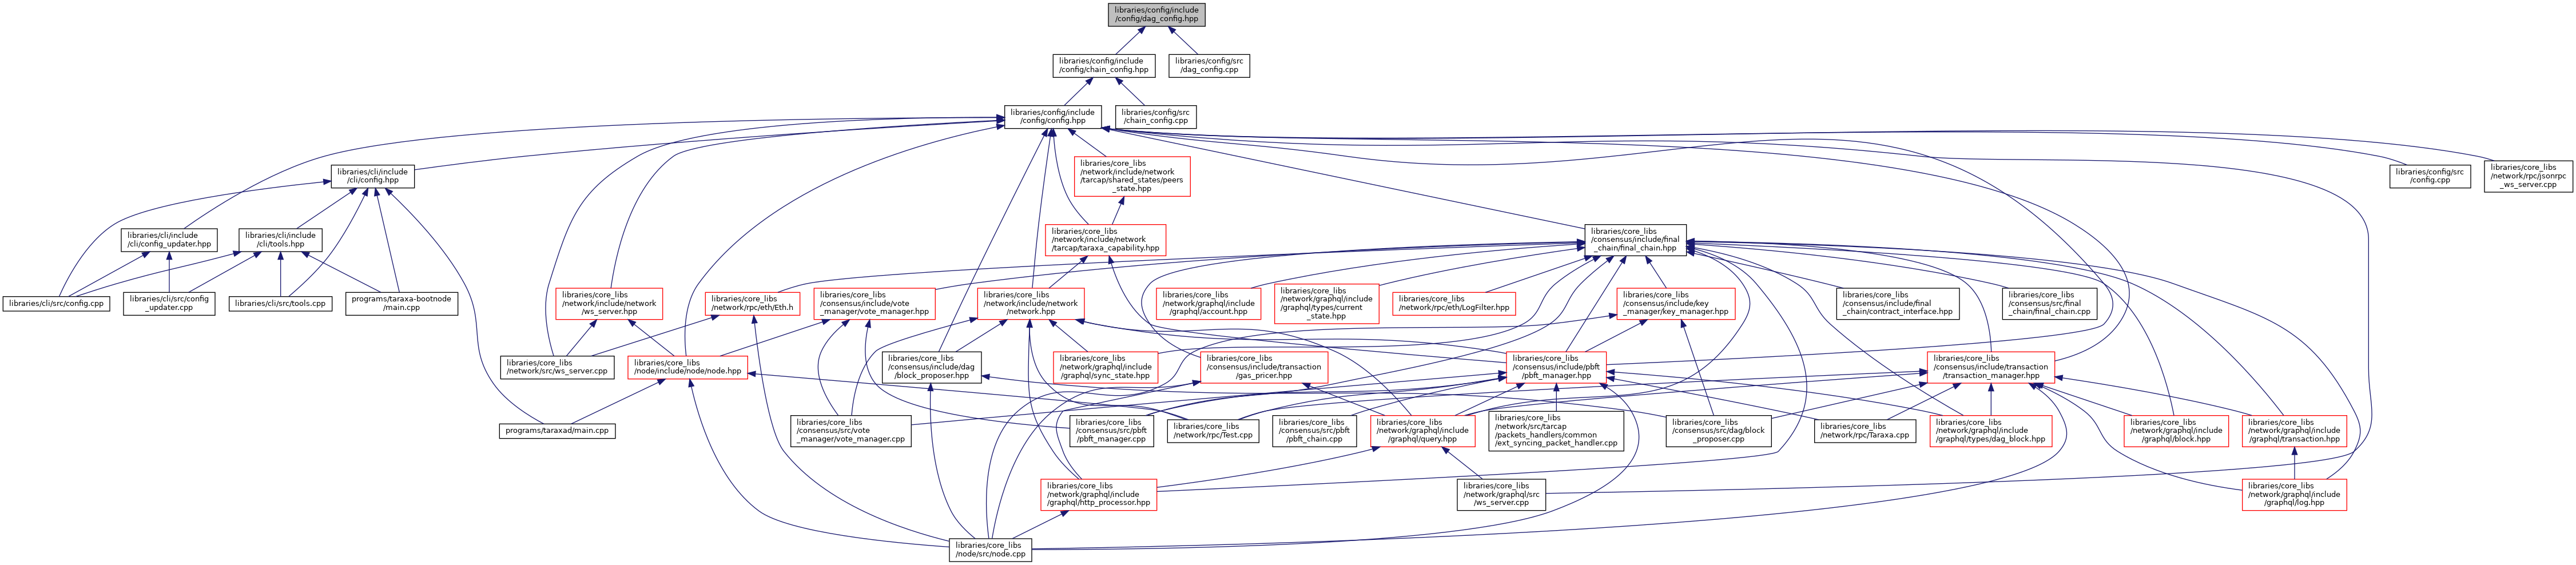 libraries/config/include
/config/dag_config.hpp
libraries/config/include
/config/chain_config.hpp
libraries/config/src
/dag_config.cpp
libraries/config/include
/config/config.hpp
libraries/config/src
/chain_config.cpp
libraries/cli/include
/cli/config.hpp
libraries/core_libs
/network/include/network
/tarcap/shared_states/peers
_state.hpp
libraries/config/src
/config.cpp
libraries/core_libs
/network/rpc/jsonrpc
_ws_server.cpp
libraries/cli/include
/cli/config_updater.hpp
libraries/cli/include
/cli/tools.hpp
libraries/core_libs
/network/include/network
/tarcap/taraxa_capability.hpp
libraries/core_libs
/consensus/include/final
_chain/final_chain.hpp
libraries/cli/src/config.cpp
libraries/cli/src/config
_updater.cpp
libraries/cli/src/tools.cpp
programs/taraxa-bootnode
/main.cpp
libraries/core_libs
/network/include/network
/ws_server.hpp
libraries/core_libs
/network/rpc/eth/Eth.h
libraries/core_libs
/consensus/include/vote
_manager/vote_manager.hpp
libraries/core_libs
/network/include/network
/network.hpp
libraries/core_libs
/network/graphql/include
/graphql/account.hpp
libraries/core_libs
/network/graphql/include
/graphql/types/current
_state.hpp
libraries/core_libs
/network/rpc/eth/LogFilter.hpp
libraries/core_libs
/consensus/include/key
_manager/key_manager.hpp
libraries/core_libs
/consensus/include/final
_chain/contract_interface.hpp
libraries/core_libs
/consensus/src/final
_chain/final_chain.cpp
libraries/core_libs
/network/src/ws_server.cpp
libraries/core_libs
/node/include/node/node.hpp
libraries/core_libs
/consensus/include/dag
/block_proposer.hpp
libraries/core_libs
/network/graphql/include
/graphql/sync_state.hpp
libraries/core_libs
/consensus/include/transaction
/gas_pricer.hpp
libraries/core_libs
/consensus/include/pbft
/pbft_manager.hpp
libraries/core_libs
/consensus/include/transaction
/transaction_manager.hpp
programs/taraxad/main.cpp
libraries/core_libs
/consensus/src/vote
_manager/vote_manager.cpp
libraries/core_libs
/consensus/src/pbft
/pbft_manager.cpp
libraries/core_libs
/network/rpc/Test.cpp
libraries/core_libs
/consensus/src/pbft
/pbft_chain.cpp
libraries/core_libs
/network/graphql/include
/graphql/query.hpp
libraries/core_libs
/network/src/tarcap
/packets_handlers/common
/ext_syncing_packet_handler.cpp
libraries/core_libs
/consensus/src/dag/block
_proposer.cpp
libraries/core_libs
/network/rpc/Taraxa.cpp
libraries/core_libs
/network/graphql/include
/graphql/types/dag_block.hpp
libraries/core_libs
/network/graphql/include
/graphql/block.hpp
libraries/core_libs
/network/graphql/include
/graphql/transaction.hpp
libraries/core_libs
/network/graphql/include
/graphql/http_processor.hpp
libraries/core_libs
/network/graphql/src
/ws_server.cpp
libraries/core_libs
/network/graphql/include
/graphql/log.hpp
libraries/core_libs
/node/src/node.cpp